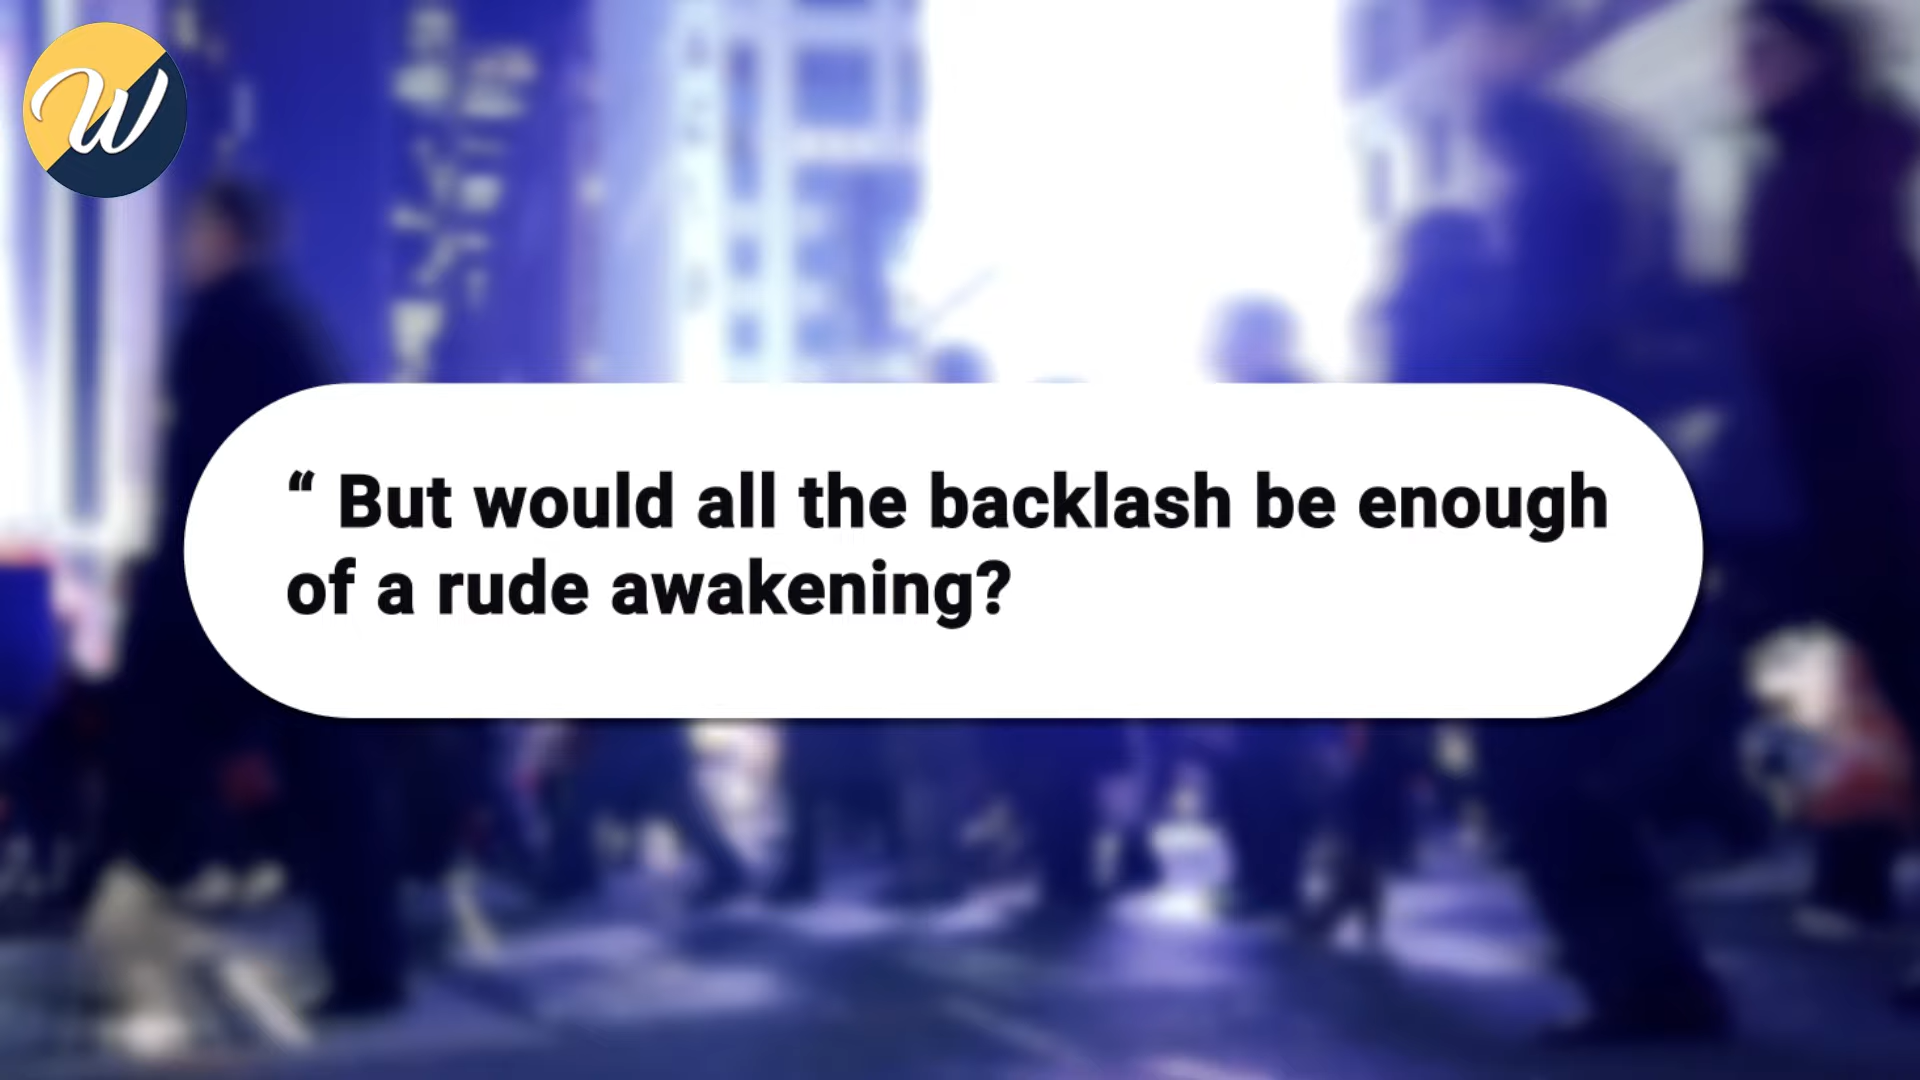 W
“ But would all the backlash be enough
of a rude awakening?